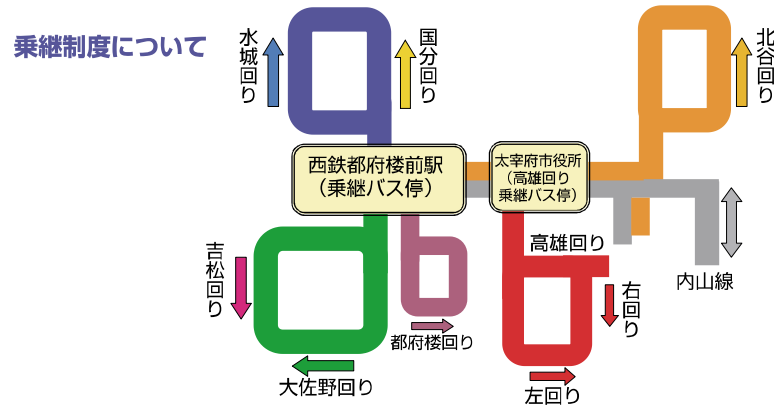 乗継制度について
水城回り
国分回り
北谷回り
西鉄都府楼前駅
（乗継バス停）
太宰府市役所
（高雄回り
乗継バス停）
吉松回り
高雄回り
内山線
右回り
都府楼回り
大佐野回り
左回り